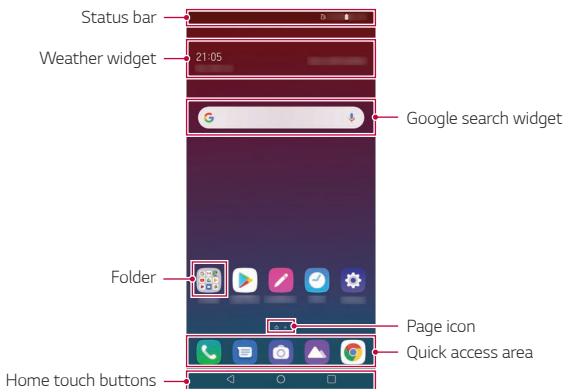 Status bar
Weather widget
21:05
Google search widget
Folder
Page icon
Quick access area
Home touch buttons